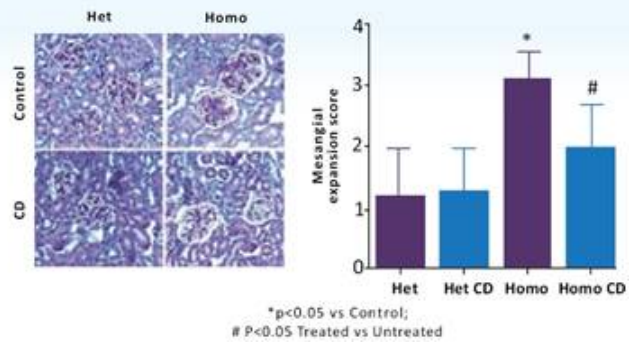 Het
Homo
Control
CD
Mesangial
expansion score
4
3
2
1
0
*
#
Het
Het CD
Homo
Homo CD
*p<0.05 vs Control;
# P<0.05 Treated vs Untreated